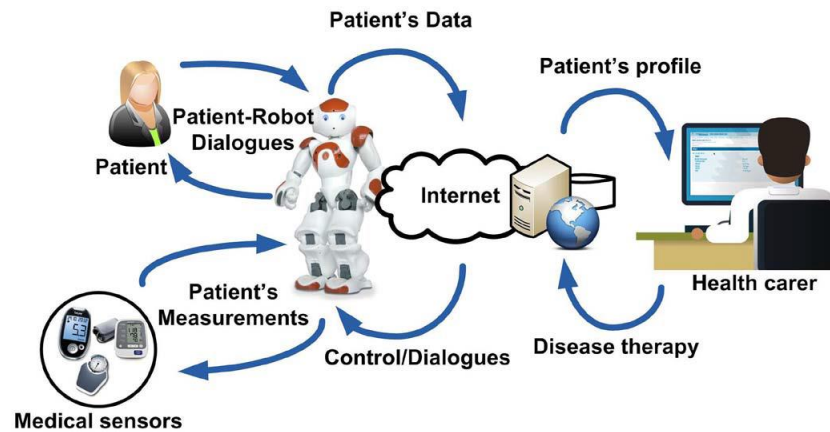 Patient's Data
Patient's profile
Patient-Robot
Dialogues
Patient
Internet
Health carer
Patient's
Measurements
Control/Dialogues
Disease therapy
Medical sensors